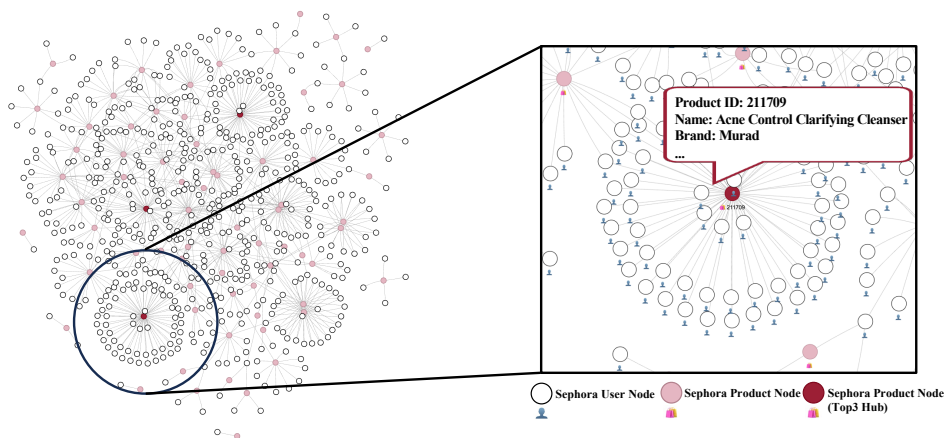 Product ID: 211709
Name: Acne Control Clarifying Cleanser
Brand: Murad
...
211709
Sephora User Node
Sephora Product Node
Sephora Product Node
(Top3 Hub)